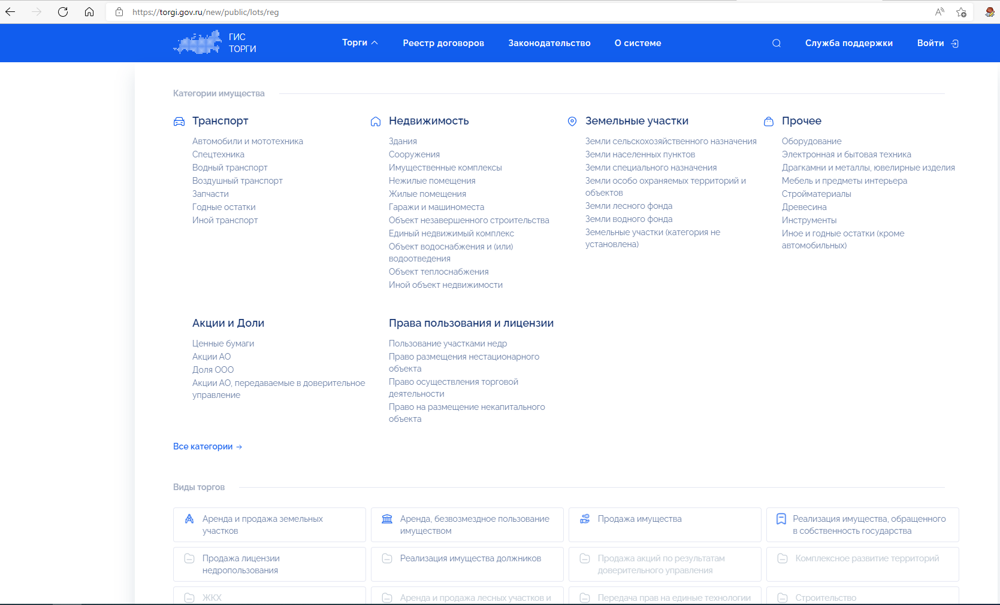 https://torgi.gov.ru/new/public/lots/reg
ГИС
ТОРГИ
Торги
Реестр договоров
Законодательство
О системе
Служба поддержки
Войти
Категории имущества
Транспорт
Автомобили и мототехника
Спецтехника
Водный транспорт
Воздушный транспорт
Запчасти
Годные остатки
Иной транспорт
Недвижимость
Здания
Сооружения
Имущественные комплексы
Нежилые помещения
Жилые помещения
Гаражи и машиноместа
Объект незавершенного строительства
Единый недвижимый комплекс
Объект водоснабжения и (или)
водоотведения
Объект теплоснабжения
Иной объект недвижимости
Земельные участки
Земли сельскохозяйственного назначения
Земли населенных пунктов
Земли специального назначения
Земли особо охраняемых территорий и
объектов
Земли лесного фонда
Земли водного фонда
Земельные участки (категория не
установлена)
Прочее
Оборудование
Электронная и бытовая техника
Драгкамни и металлы, ювелирные изделия
Мебель и предметы интерьера
Стройматериалы
Древесина
Инструменты
Иное и годные остатки (кроме
автомобильных)
Акции и Доли
Ценные бумаги
Акции АО
Доля ООО
Акции АО, передаваемые в доверительное
управление
Права пользования и лицензии
Пользование участками недр
Право размещения нестационарного
объекта
Право осуществления торговой
деятельности
Право на размещение некапитального
объекта
Все категории →
Виды торгов
Аренда и продажа земельных
участков
Аренда, безвозмездное пользование
имуществом
Продажа имущества
Реализация имущества, обращенного
в собственность государства
Продажа лицензии
недропользования
Реализация имущества должников
Продажа акций по результатам
доверительного управления
Комплексное развитие территорий
ЖКХ
Аренда и продажа лесных участков и
Передача прав на единые технологии
Строительство